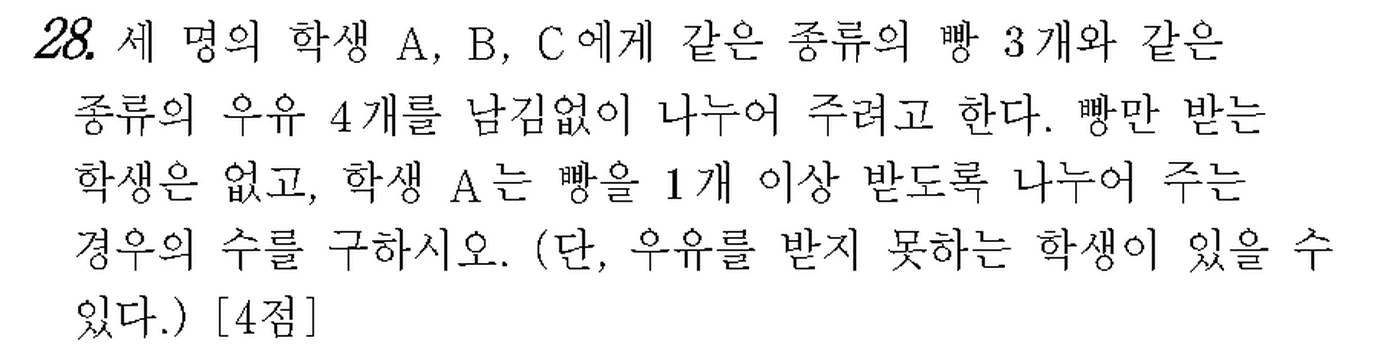 28. 세 명의 학생 A, B, C에게 같은 종류의 빵 3개와 같은
종류의 우유 4개를 남김없이 나누어 주려고 한다. 빵만 받는
학생은 없고, 학생 A는 빵을 1개 이상 받도록 나누어 주는
경우의 수를 구하시오. (단, 우유를 받지 못하는 학생이 있을 수
있다.) [4점]